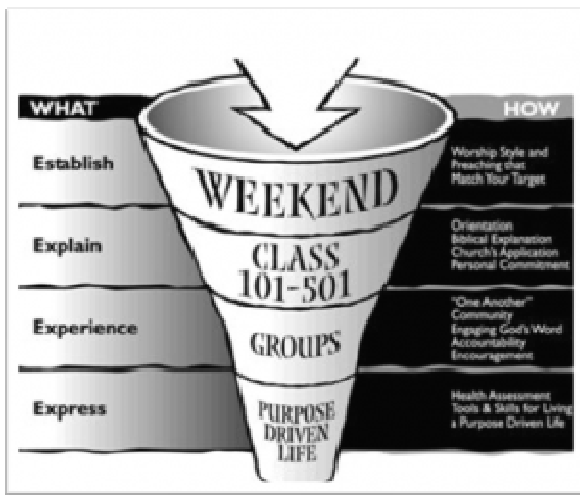 WHAT
HOW
Establish
WEEKEND
Worship Style and
Preaching that
Match Your Target
Explain
CLASS
101-501
Orientation
Biblical Explanation
Church's Application
Personal Commitment
Experience
GROUPS
"One Another"
Community
Engaging God's Word
Accountability
Encouragement
Express
PURPOSE
DRIVEN
LIFE
Health Assessment
Tools & Skills for Living
a Purpose Driven Life